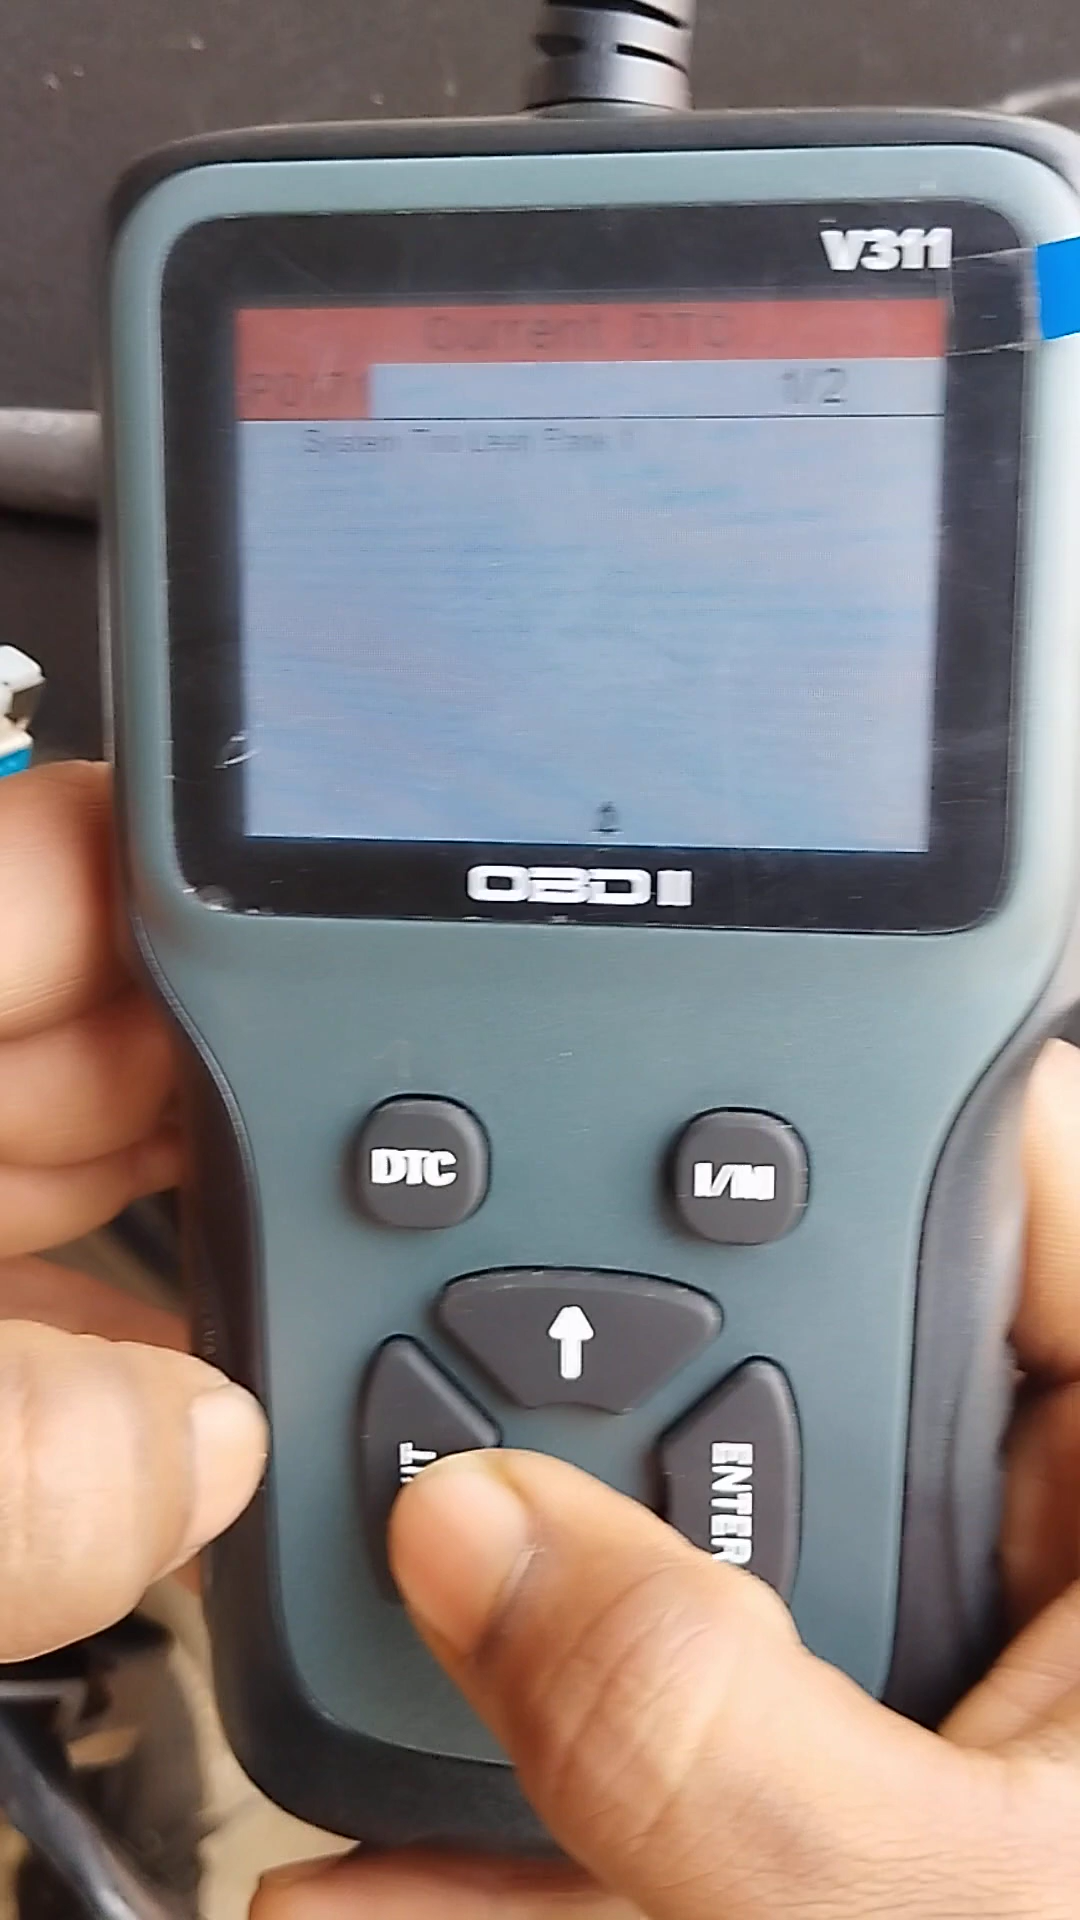 V311
Current DTC
P0171 1/2
System Too Lean Bank 1
OBDII
DTC
I/M
ENTER